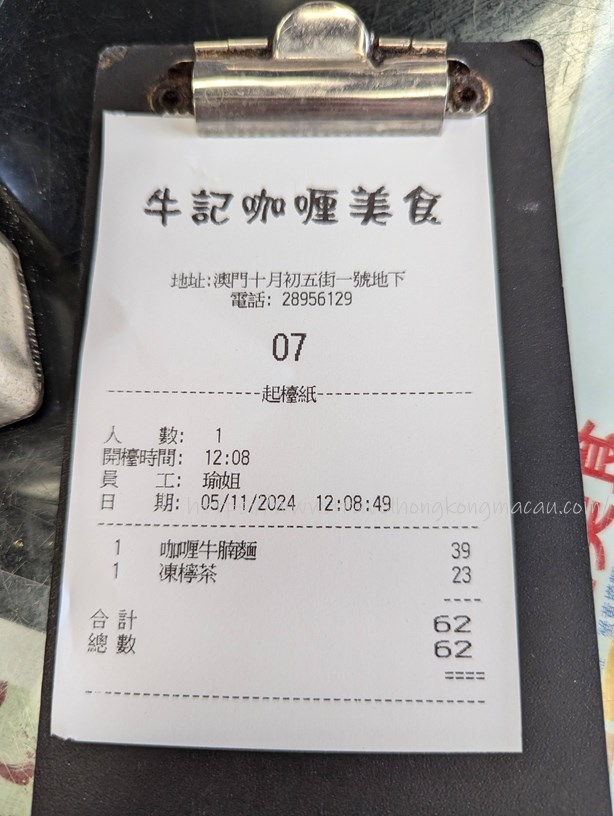 牛記咖喱美食
地址:澳門十月初五街一號地下
電話: 28956129
07
--------------------起檯紙--------------------
人 數: 1
開檯時間: 12:08
員 工: 瑜姐
日 期: 05/11/2024 12:08:49
1 咖喱牛腩麵 39
1 凍檸茶 23
----
合計 62
總數 62
====